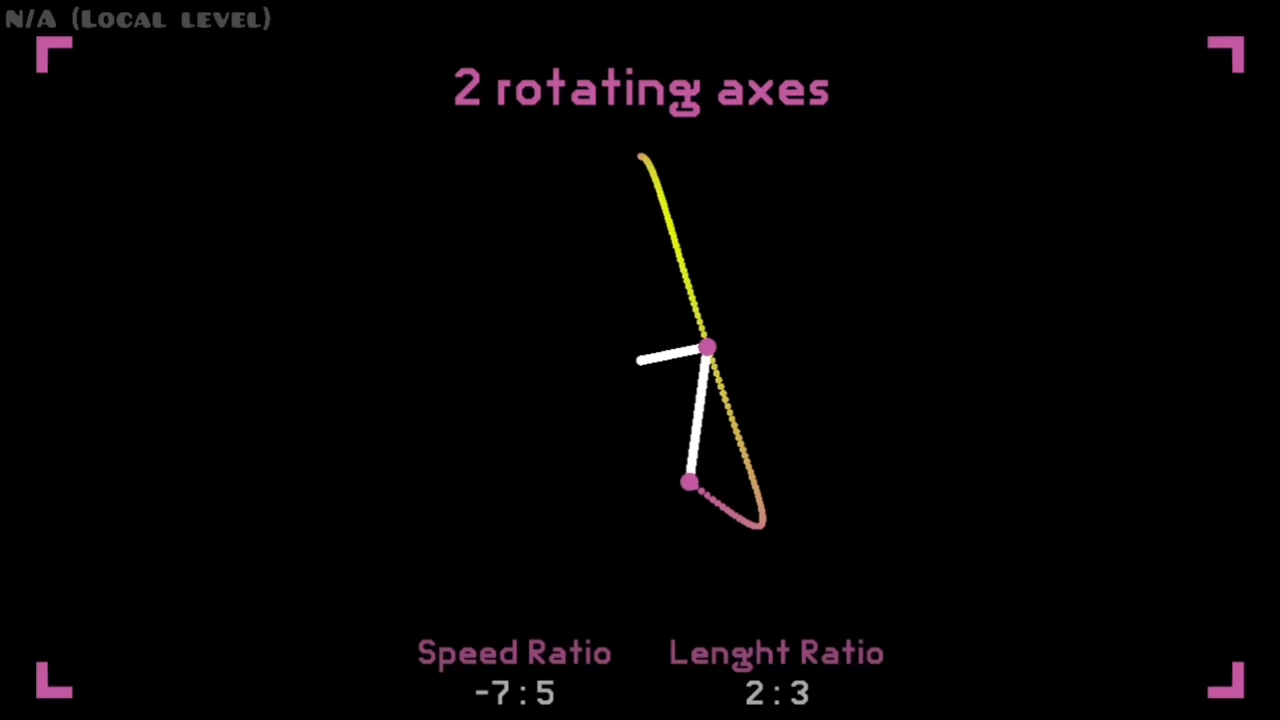 N/A (Local level)
2 rotating axes
Speed Ratio Lenght Ratio
-7:5 2:3